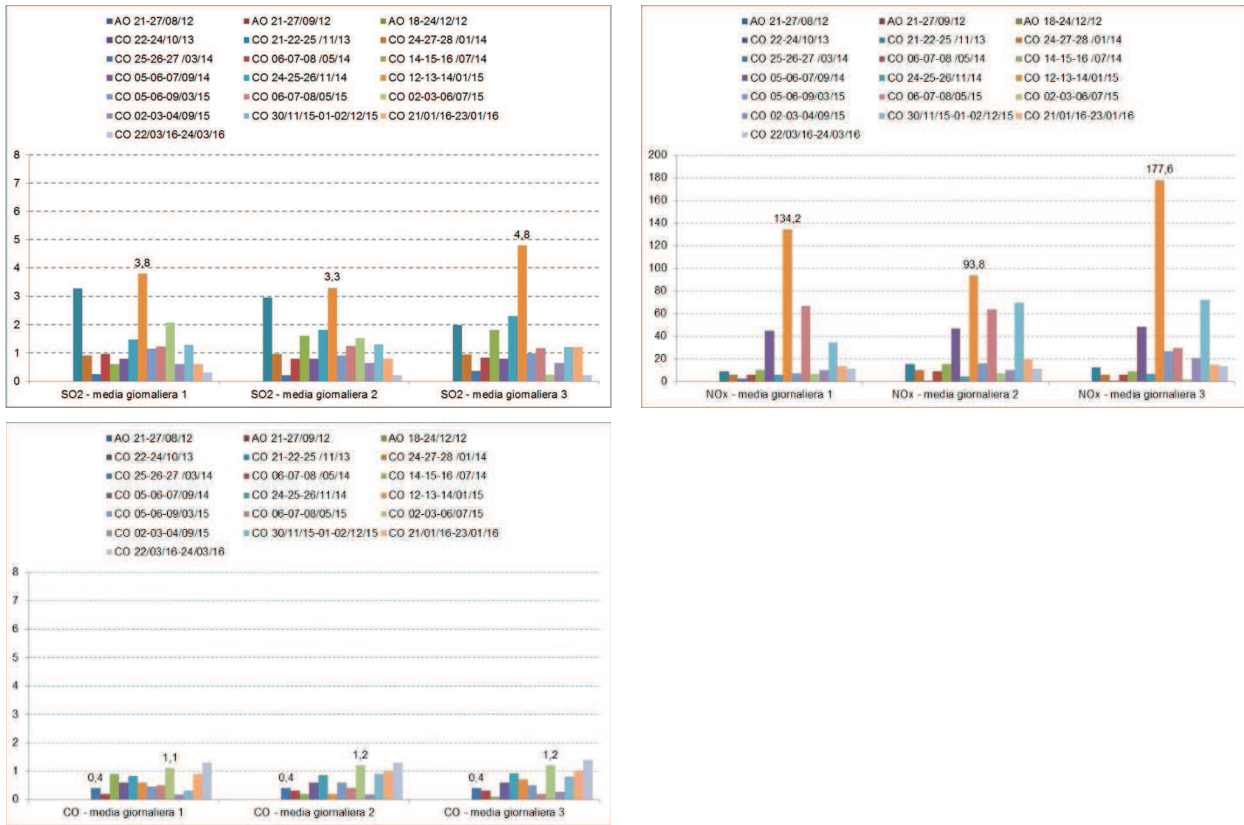 AO 21-27/08/12 AO 21-27/09/12 AO 18-24/12/12
CO 22-24/10/13 CO 21-22-25 /11/13 CO 24-27-28 /01/14
CO 25-26-27 /03/14 CO 06-07-08 /05/14 CO 14-15-16 /07/14
CO 05-06-07/09/14 CO 24-25-26/11/14 CO 12-13-14/01/15
CO 05-06-09/03/15 CO 06-07-08/05/15 CO 02-03-06/07/15
CO 02-03-04/09/15 CO 30/11/15-01-02/12/15 CO 21/01/16-23/01/16
CO 22/03/16-24/03/16
8
7
6
5
4
3
2
1
0
3,8
3,3
4,8
SO2 - media giornaliera 1 SO2 - media giornaliera 2 SO2 - media giornaliera 3
AO 21-27/08/12 AO 21-27/09/12 AO 18-24/12/12
CO 22-24/10/13 CO 21-22-25 /11/13 CO 24-27-28 /01/14
CO 25-26-27 /03/14 CO 06-07-08 /05/14 CO 14-15-16 /07/14
CO 05-06-07/09/14 CO 24-25-26/11/14 CO 12-13-14/01/15
CO 05-06-09/03/15 CO 06-07-08/05/15 CO 02-03-06/07/15
CO 02-03-04/09/15 CO 30/11/15-01-02/12/15 CO 21/01/16-23/01/16
CO 22/03/16-24/03/16
200
180
160
140
120
100
80
60
40
20
0
134,2
93,8
177,6
NOx - media giornaliera 1 NOx - media giornaliera 2 NOx - media giornaliera 3
AO 21-27/08/12 AO 21-27/09/12 AO 18-24/12/12
CO 22-24/10/13 CO 21-22-25 /11/13 CO 24-27-28 /01/14
CO 25-26-27 /03/14 CO 06-07-08 /05/14 CO 14-15-16 /07/14
CO 05-06-07/09/14 CO 24-25-26/11/14 CO 12-13-14/01/15
CO 05-06-09/03/15 CO 06-07-08/05/15 CO 02-03-06/07/15
CO 02-03-04/09/15 CO 30/11/15-01-02/12/15 CO 21/01/16-23/01/16
CO 22/03/16-24/03/16
8
7
6
5
4
3
2
1
0
0,4 1,1 0,4 1,2 0,4 1,2
CO - media giornaliera 1 CO - media giornaliera 2 CO - media giornaliera 3